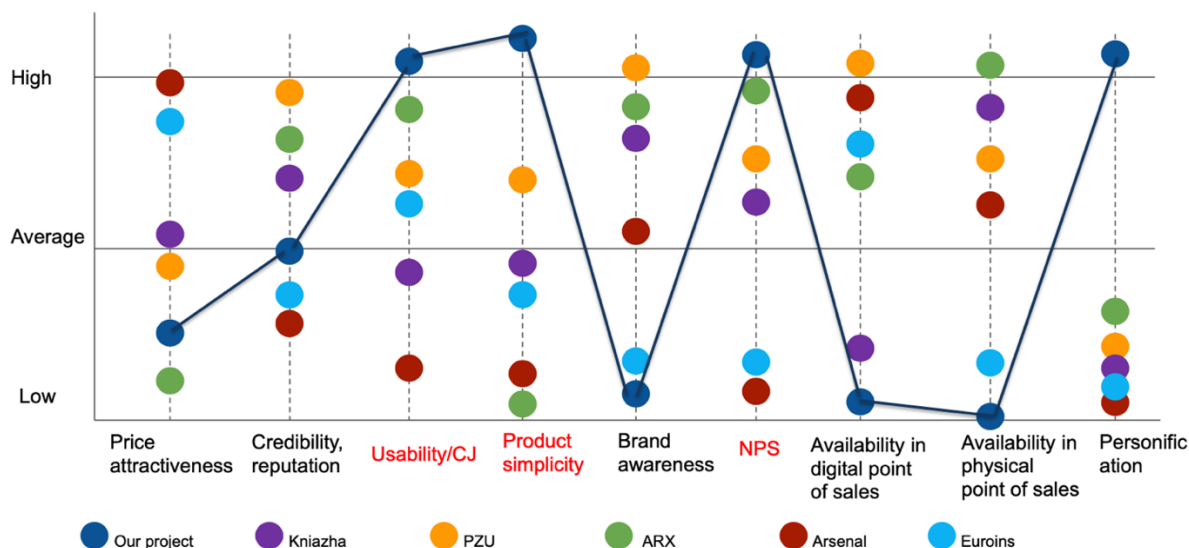 High
Average
Low
Price
attractiveness
Credibility,
reputation
Usability/CJ
Product
simplicity
Brand
awareness
NPS
Availability in
digital point
of sales
Availability in
physical
point of sales
Personific
ation
Our project
Kniazha
PZU
ARX
Arsenal
Euroins